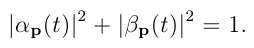 |α_𝐩(t)|² + |β_𝐩(t)|² = 1.